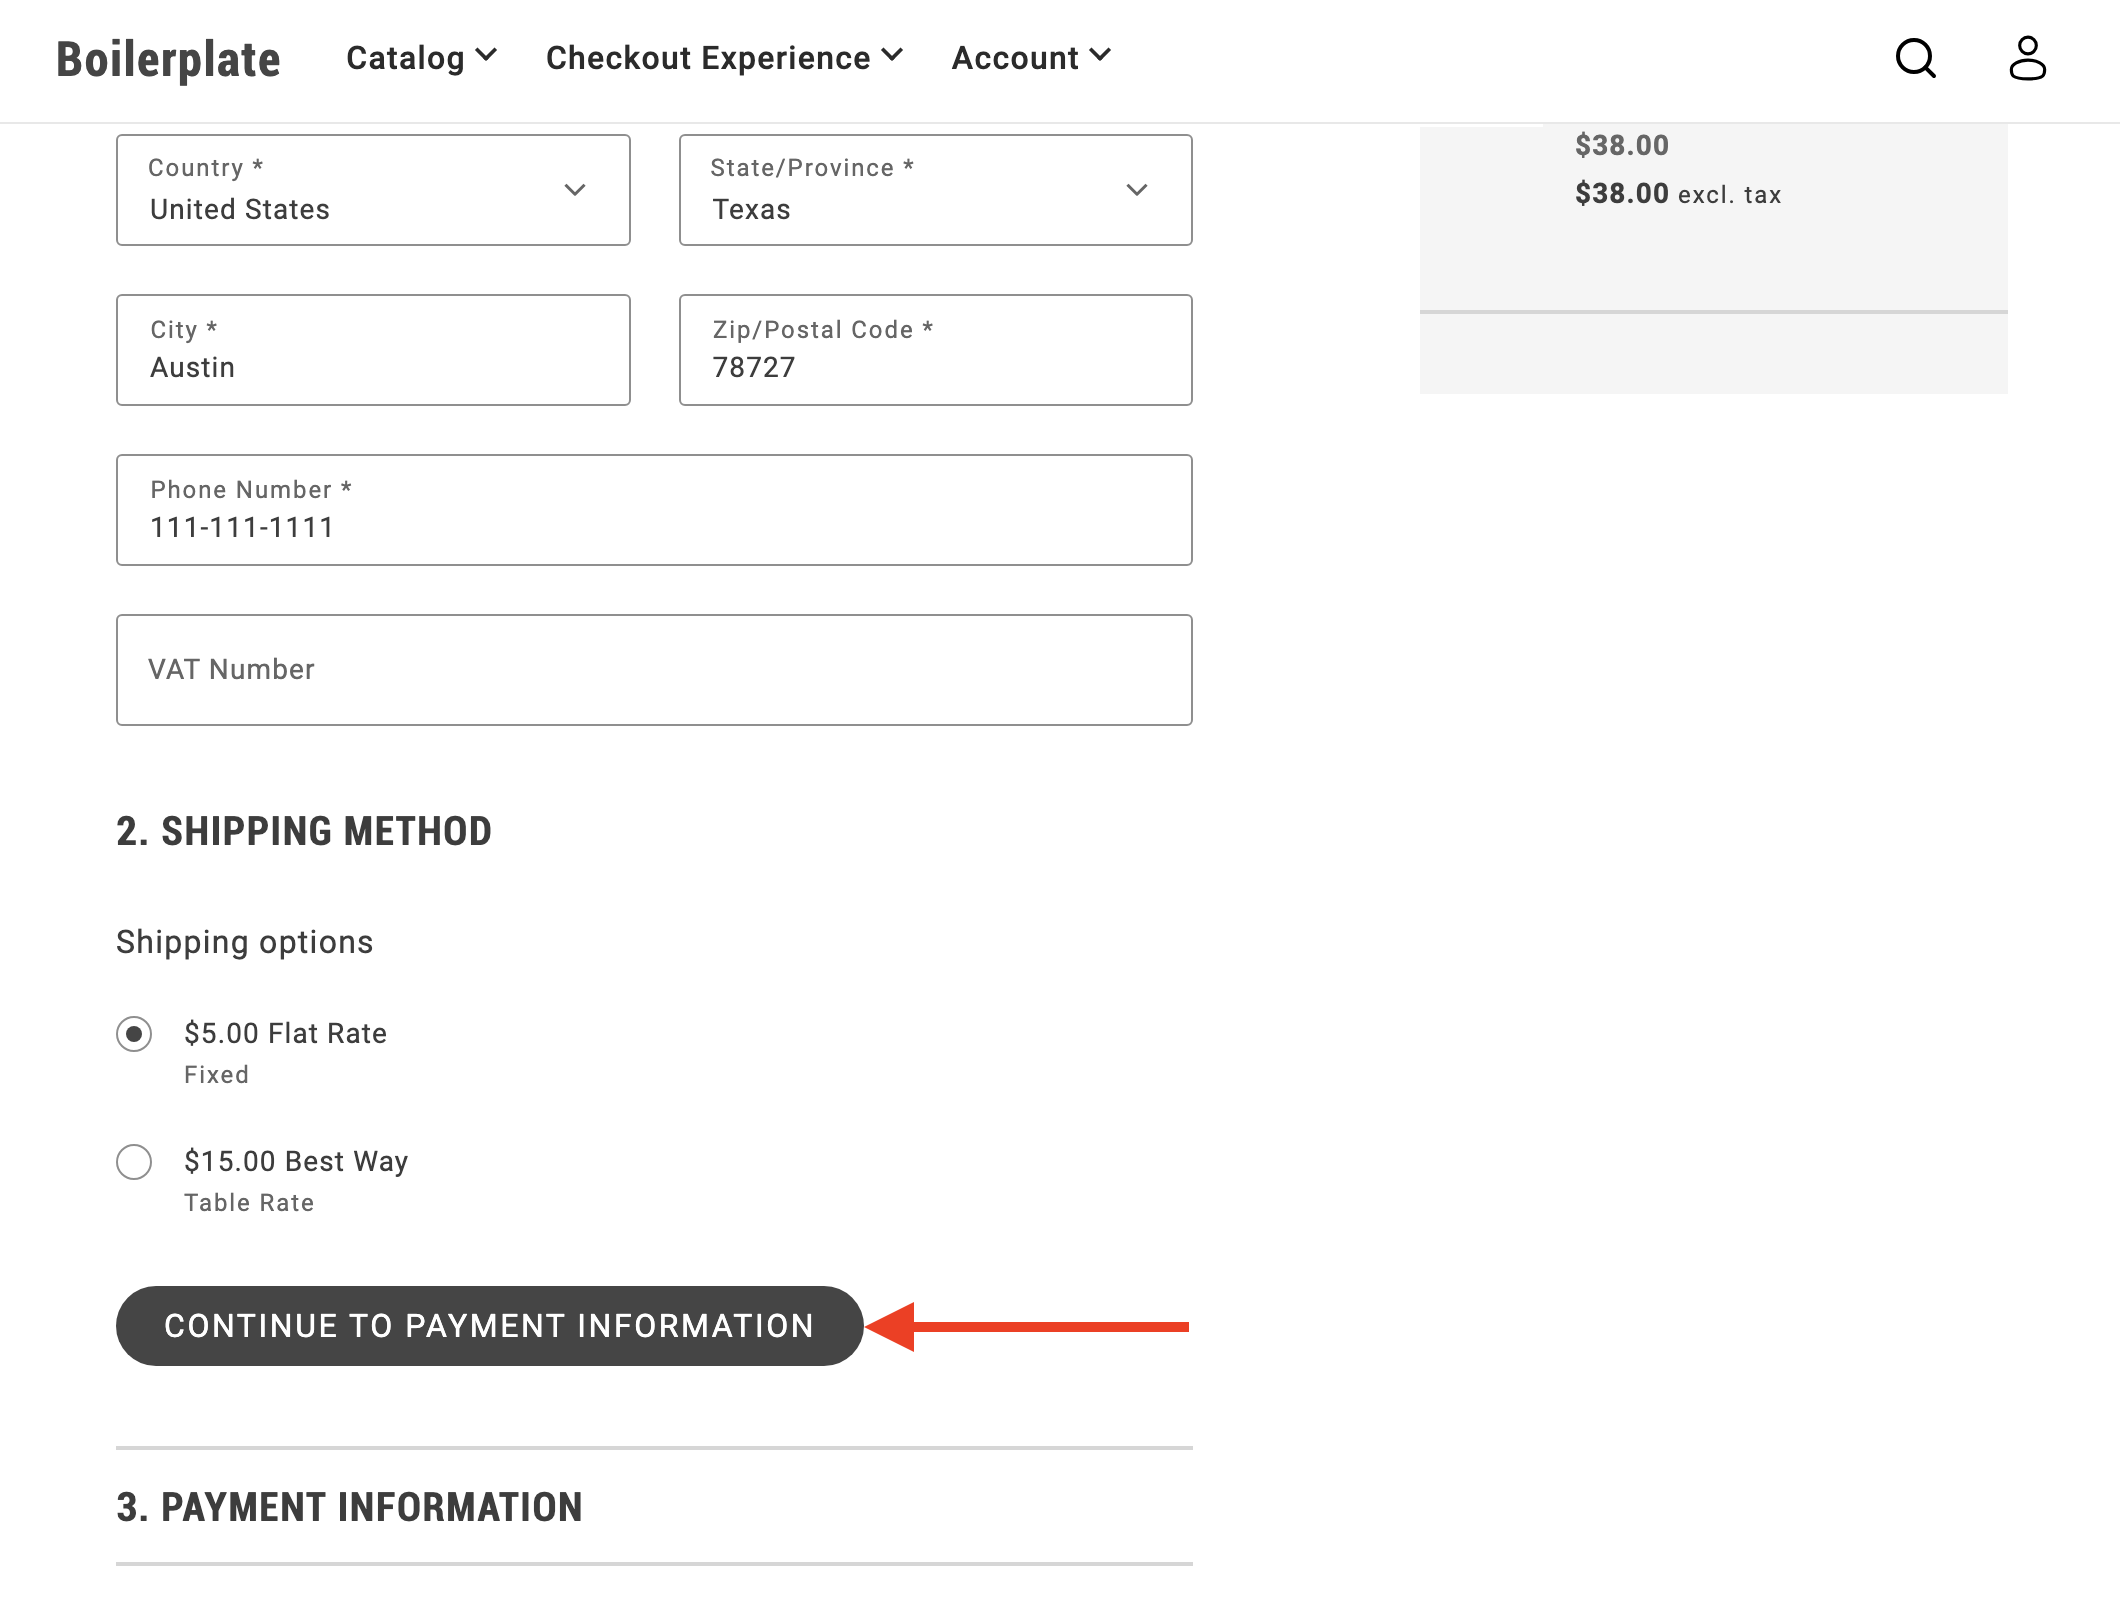 Boilerplate Catalog Checkout Experience Account
Country * State/Province *
United States Texas
$38.00
$38.00 excl. tax
City * Zip/Postal Code *
Austin 78727
Phone Number *
111-111-1111
VAT Number
2. SHIPPING METHOD
Shipping options
$5.00 Flat Rate
Fixed
$15.00 Best Way
Table Rate
CONTINUE TO PAYMENT INFORMATION
3. PAYMENT INFORMATION